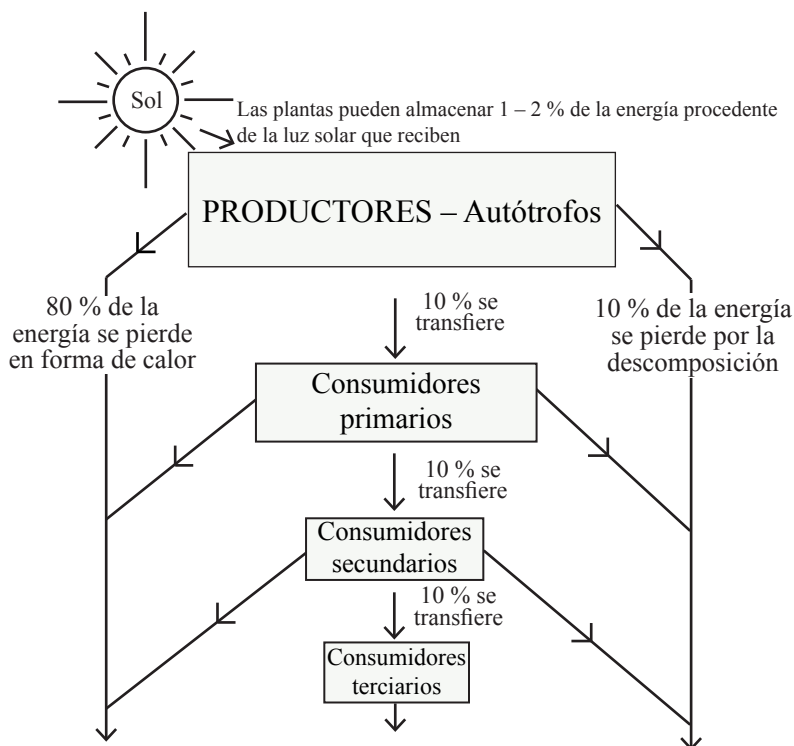 Sol
Las plantas pueden almacenar 1 – 2 % de la energía procedente
de la luz solar que reciben
PRODUCTORES – Autótrofos
80 % de la
energía se pierde
en forma de calor
10 % se
transfiere
10 % de la energía
se pierde por la
descomposición
Consumidores
primarios
10 % se
transfiere
Consumidores
secundarios
10 % se
transfiere
Consumidores
terciarios